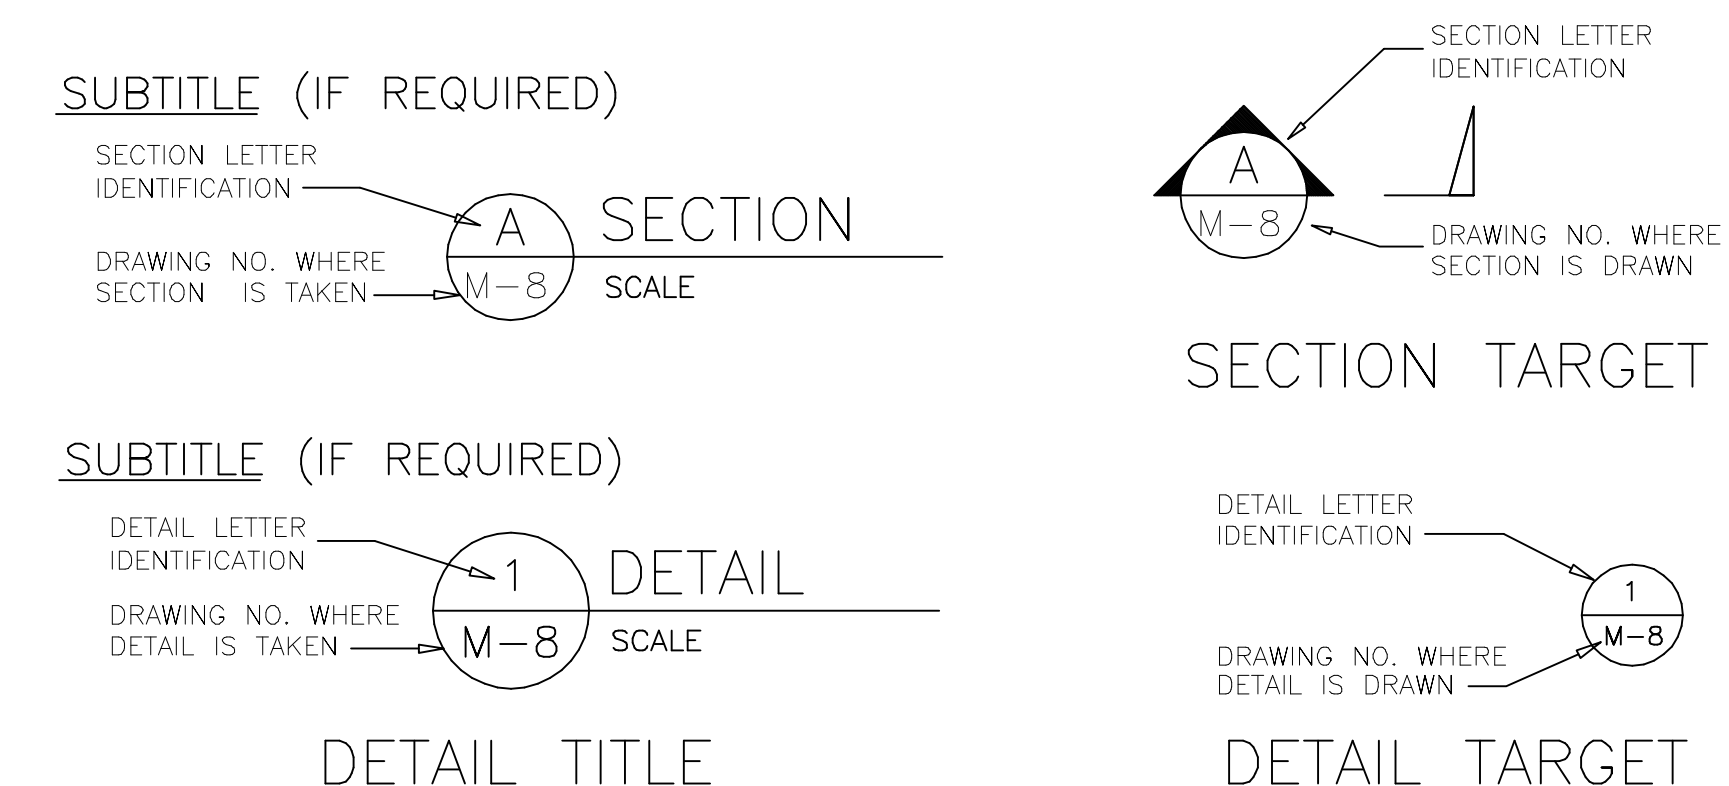 SUBTITLE (IF REQUIRED)
SECTION LETTER
IDENTIFICATION
DRAWING NO. WHERE
SECTION IS TAKEN
A
M-8
SECTION
SCALE
SECTION LETTER
IDENTIFICATION
A
M-8
DRAWING NO. WHERE
SECTION IS DRAWN
SECTION TARGET
SUBTITLE (IF REQUIRED)
DETAIL LETTER
IDENTIFICATION
DRAWING NO. WHERE
DETAIL IS TAKEN
1
M-8
DETAIL
SCALE
DETAIL TITLE
DETAIL LETTER
IDENTIFICATION
1
M-8
DRAWING NO. WHERE
DETAIL IS DRAWN
DETAIL TARGET